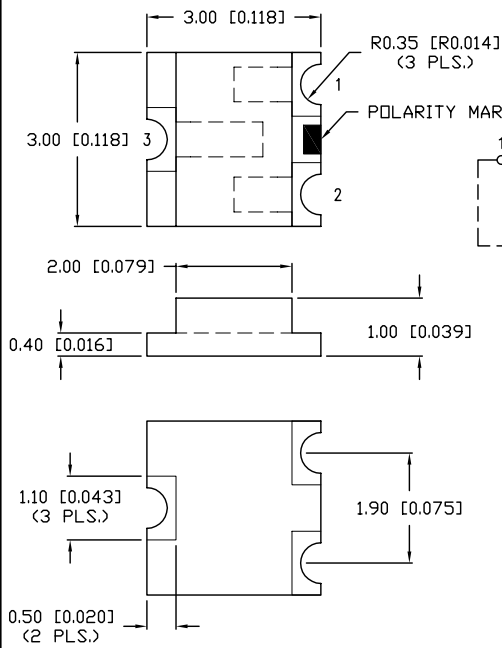 3.00 [0.118]
R0.35 [R0.014]
(3 PLS.)
1
POLARITY MAR
3.00 [0.118]
3
1
2
2.00 [0.079]
0.40 [0.016]
1.00 [0.039]
1.10 [0.043]
(3 PLS.)
1.90 [0.075]
0.50 [0.020]
(2 PLS.)